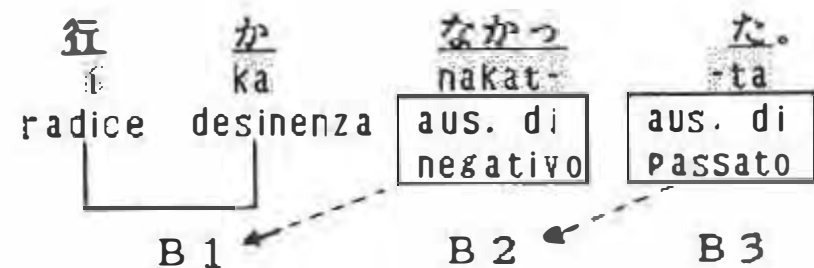 行 か なかっ た。
i ka nakat- -ta
radice desinenza aus. di aus. di
negativo passato
B 1 B 2 B 3